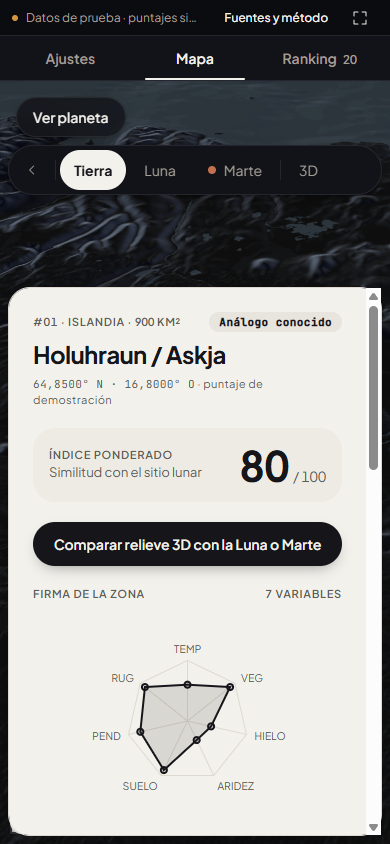 Datos de prueba · puntajes si... Fuentes y método
Ajustes Mapa Ranking 20
Ver planeta
Tierra Luna Marte 3D
#01 · ISLANDIA · 900 KM² Análogo conocido
Holuhraun / Askja
64,8500° N · 16,8000° O · puntaje de
demostración
ÍNDICE PONDERADO
Similitud con el sitio lunar
80 / 100
Comparar relieve 3D con la Luna o Marte
FIRMA DE LA ZONA 7 VARIABLES
TEMP
RUG VEG
PEND HIELO
SUELO ARIDEZ